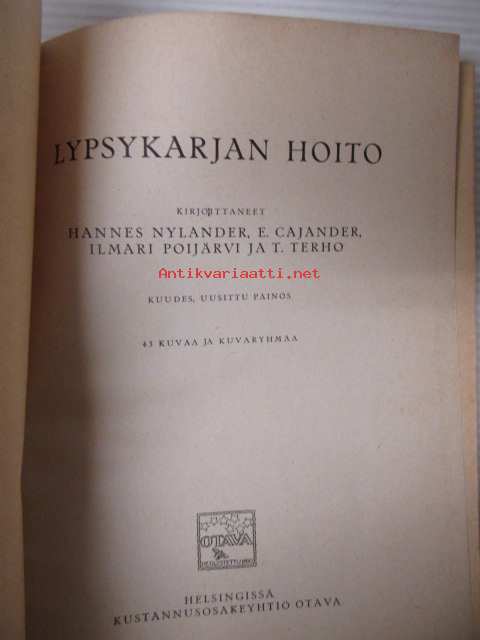 LYPSYKARJAN HOITO
KIRJOITTANEET
HANNES NYLANDER, E. CAJANDER,
ILMARI POIJÄRVI JA T. TERHO
Antikvariaatti.net
KUUDES, UUSITTU PAINOS
43 KUVAA JA KUVARYHMÄÄ
OTAVA
HELSINGISSÄ
KUSTANNUSOSAKEYHTIÖ OTAVA